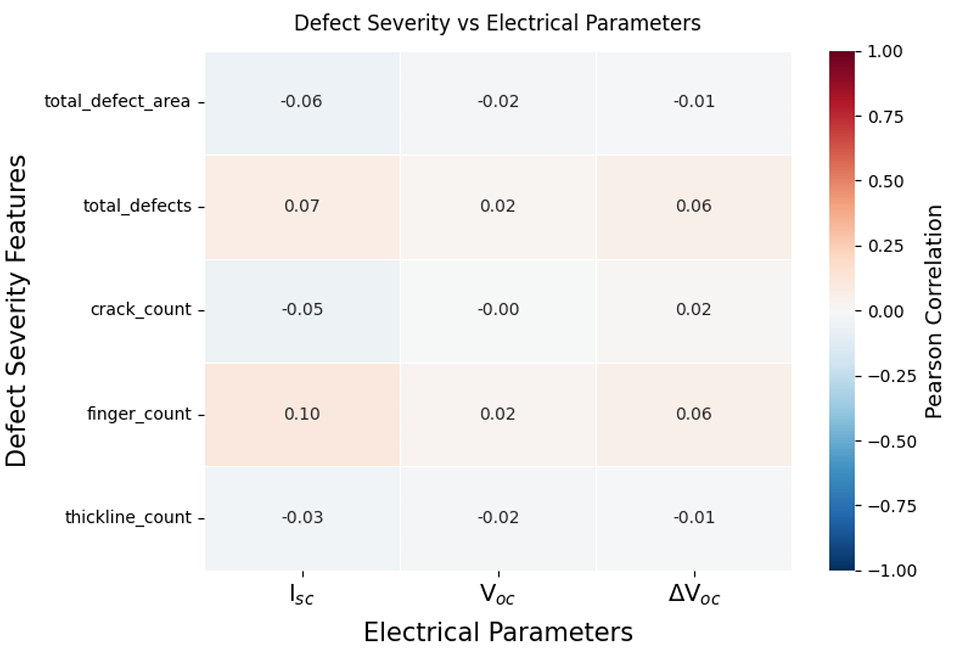 Defect Severity vs Electrical Parameters
Defect Severity Features
total_defect_area
-0.06 -0.02 -0.01
total_defects
0.07 0.02 0.06
crack_count
-0.05 -0.00 0.02
finger_count
0.10 0.02 0.06
thickline_count
-0.03 -0.02 -0.01
I_sc V_oc ΔV_oc
Electrical Parameters
1.00
0.75
0.50
0.25
0.00
−0.25
−0.50
−0.75
−1.00
Pearson Correlation